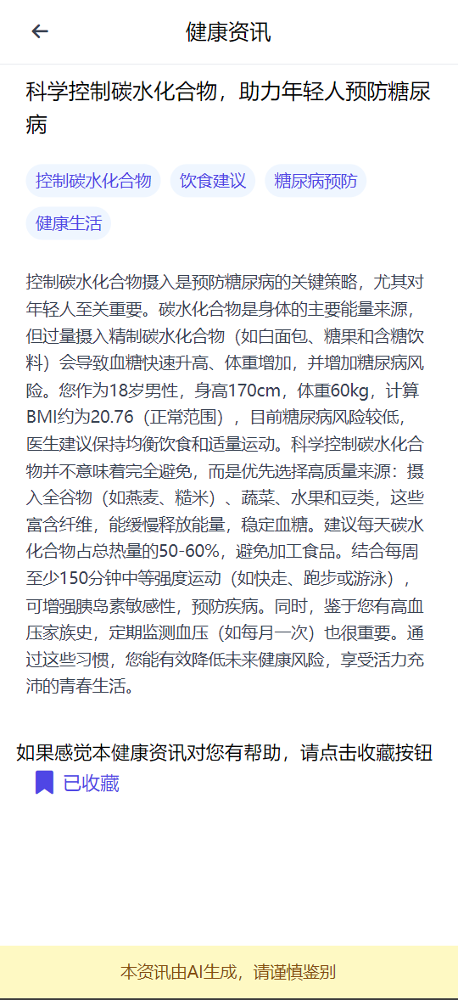 健康资讯
科学控制碳水化合物，助力年轻人预防糖尿
病
控制碳水化合物 饮食建议 糖尿病预防
健康生活
控制碳水化合物摄入是预防糖尿病的关键策略，尤其对
年轻人至关重要。碳水化合物是身体的主要能量来源，
但过量摄入精制碳水化合物（如白面包、糖果和含糖饮
料）会导致血糖快速升高、体重增加，并增加糖尿病风
险。您作为18岁男性，身高170cm，体重60kg，计算
BMI约为20.76（正常范围），目前糖尿病风险较低，
医生建议保持均衡饮食和适量运动。科学控制碳水化合
物并不意味着完全避免，而是优先选择高质量来源：摄
入全谷物（如燕麦、糙米）、蔬菜、水果和豆类，这些
富含纤维，能缓慢释放能量，稳定血糖。建议每天碳水
化合物占总热量的50-60%，避免加工食品。结合每周
至少150分钟中等强度运动（如快走、跑步或游泳），
可增强胰岛素敏感性，预防疾病。同时，鉴于您有高血
压家族史，定期监测血压（如每月一次）也很重要。通
过这些习惯，您能有效降低未来健康风险，享受活力充
沛的青春生活。
如果感觉本健康资讯对您有帮助，请点击收藏按钮
已收藏
本资讯由AI生成，请谨慎鉴别